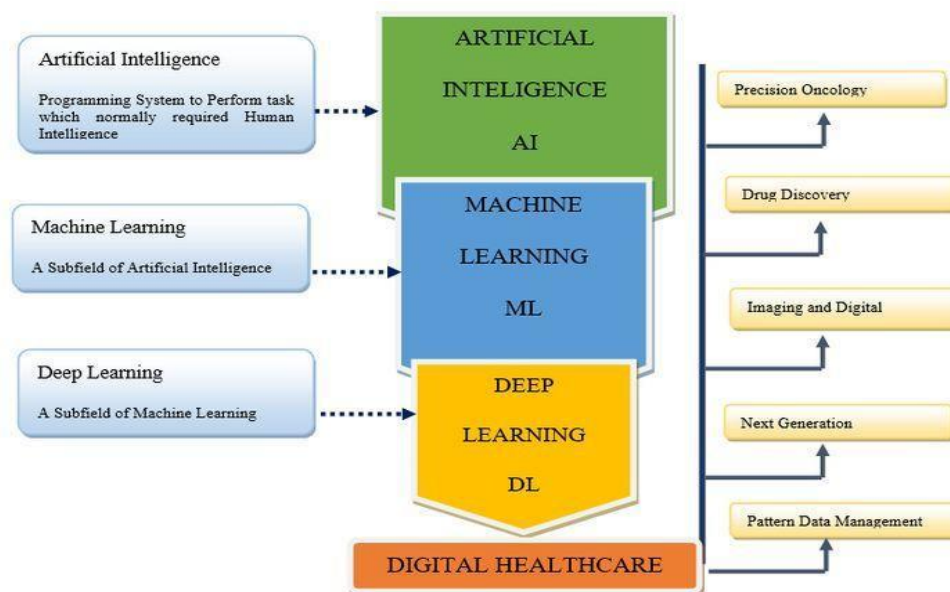 Artificial Intelligence
Programming System to Perform task
which normally required Human
Intelligence
Machine Learning
A Subfield of Artificial Intelligence
Deep Learning
A Subfield of Machine Learning
ARTIFICIAL
INTELIGENCE
AI
MACHINE
LEARNING
ML
DEEP
LEARNING
DL
DIGITAL HEALTHCARE
Precision Oncology
Drug Discovery
Imaging and Digital
Next Generation
Pattern Data Management